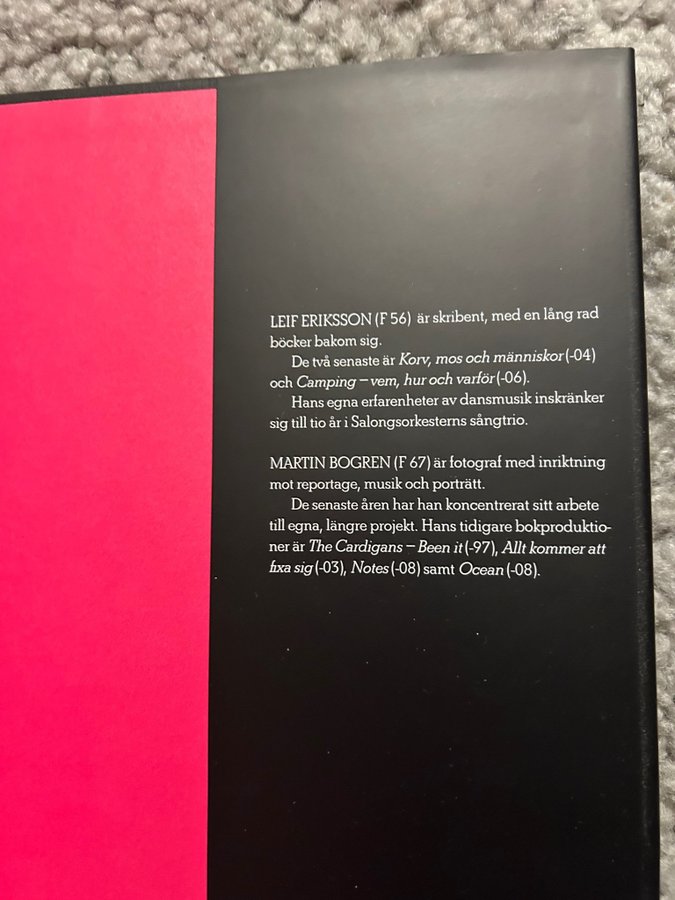 LEIF ERIKSSON (F 56) är skribent, med en lång rad
böcker bakom sig.
De två senaste är Korv, mos och människor (-04)
och Camping – vem, hur och varför (-06).
Hans egna erfarenheter av dansmusik inskränker
sig till tio år i Salongsorkesterns sångtrio.
MARTIN BOGREN (F 67) är fotograf med inriktning
mot reportage, musik och porträtt.
De senaste åren har han koncentrerat sitt arbete
till egna, längre projekt. Hans tidigare bokproduktio-
ner är The Cardigans – Been it (-97), Allt kommer att
fixa sig (-03), Notes (-08) samt Ocean (-08).